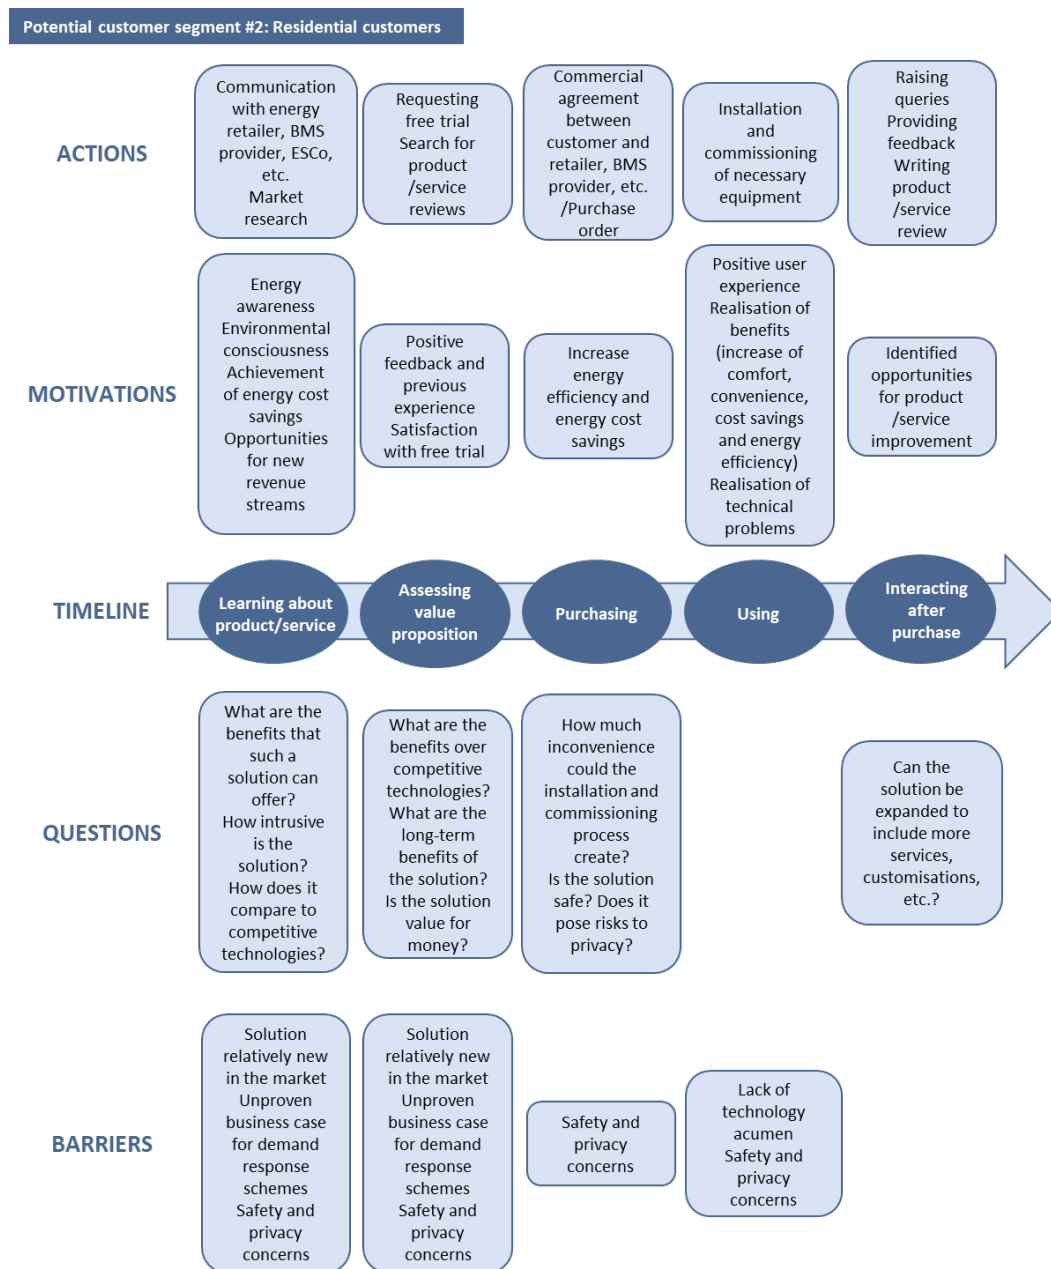 Potential customer segment #2: Residential customers
ACTIONS
Communication
with energy
retailer, BMS
provider, ESCo,
etc.
Market
research
Requesting
free trial
Search for
product
/service
reviews
Commercial
agreement
between
customer and
retailer, BMS
provider, etc.
/Purchase
order
Installation
and
commissioning
of necessary
equipment
Raising
queries
Providing
feedback
Writing
product
/service
review
MOTIVATIONS
Energy
awareness
Environmental
consciousness
Achievement
of energy cost
savings
Opportunities
for new
revenue
streams
Positive
feedback and
previous
experience
Satisfaction
with free trial
Increase
energy
efficiency and
energy cost
savings
Positive user
experience
Realisation of
benefits
(increase of
comfort,
convenience,
cost savings
and energy
efficiency)
Realisation of
technical
problems
Identified
opportunities
for product
/service
improvement
TIMELINE
Learning about
product/service
Assessing
value
proposition
Purchasing
Using
Interacting
after
purchase
QUESTIONS
What are the
benefits that
such a
solution can
offer?
How intrusive
is the
solution?
How does it
compare to
competitive
technologies?
What are the
benefits over
competitive
technologies?
What are the
long-term
benefits of
the solution?
Is the solution
value for
money?
How much
inconvenience
could the
installation and
commissioning
process
create?
Is the solution
safe? Does it
pose risks to
privacy?
Can the
solution be
expanded to
include more
services,
customisations,
etc.?
BARRIERS
Solution
relatively new
in the market
Unproven
business case
for demand
response
schemes
Safety and
privacy
concerns
Solution
relatively new
in the market
Unproven
business case
for demand
response
schemes
Safety and
privacy
concerns
Safety and
privacy
concerns
Lack of
technology
acumen
Safety and
privacy
concerns